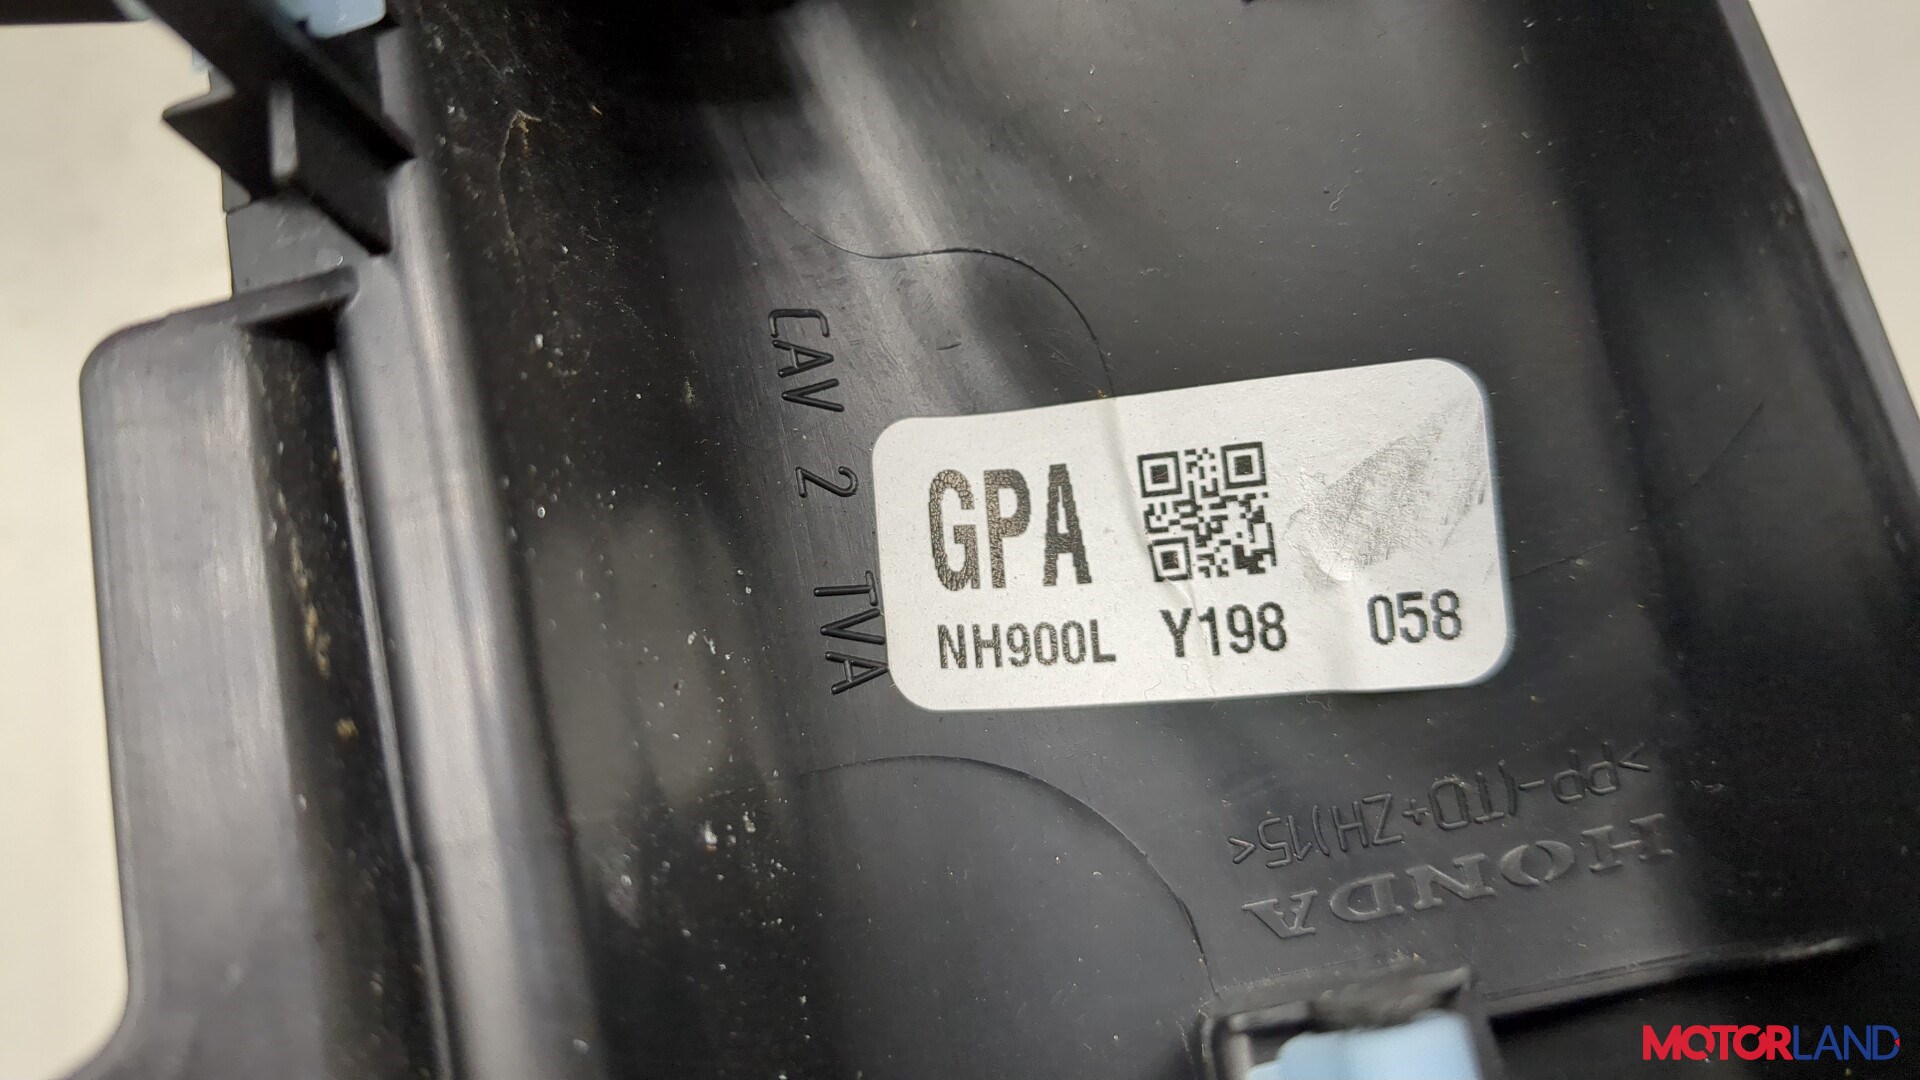 CAV 2 TVA
GPA
NH900L Y198 058
>PP-(TD+ZH)15<
HONDA
MOTORLAND